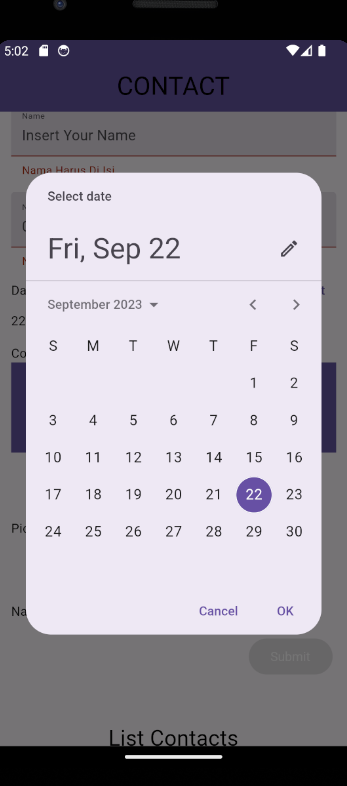 5:02
CONTACT
Name
Insert Your Name
Nama Harus Di Isi
Select date
Fri, Sep 22
September 2023
S M T W T F S
1 2
3 4 5 6 7 8 9
10 11 12 13 14 15 16
17 18 19 20 21 22 23
24 25 26 27 28 29 30
Cancel OK
Submit
List Contacts